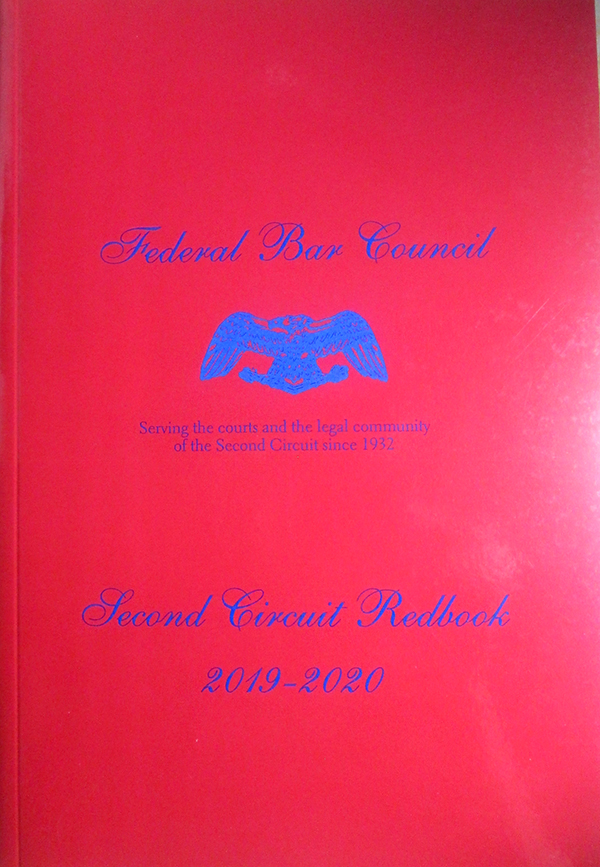 Federal Bar Council
Serving the courts and the legal community
of the Second Circuit since 1932
Second Circuit Redbook
2019-2020